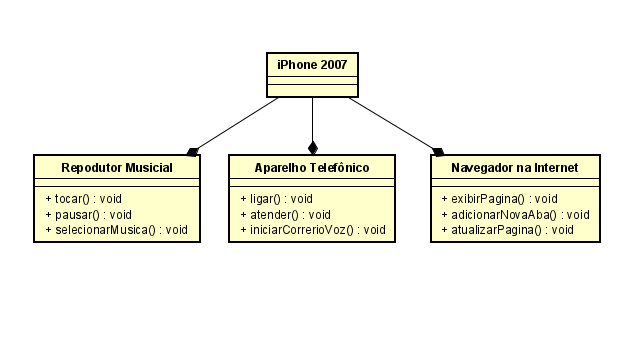 iPhone 2007
Repodutor Musicial
+ tocar() : void
+ pausar() : void
+ selecionarMusica() : void
Aparelho Telefônico
+ ligar() : void
+ atender() : void
+ iniciarCorrerioVoz() : void
Navegador na Internet
+ exibirPagina() : void
+ adicionarNovaAba() : void
+ atualizarPagina() : void